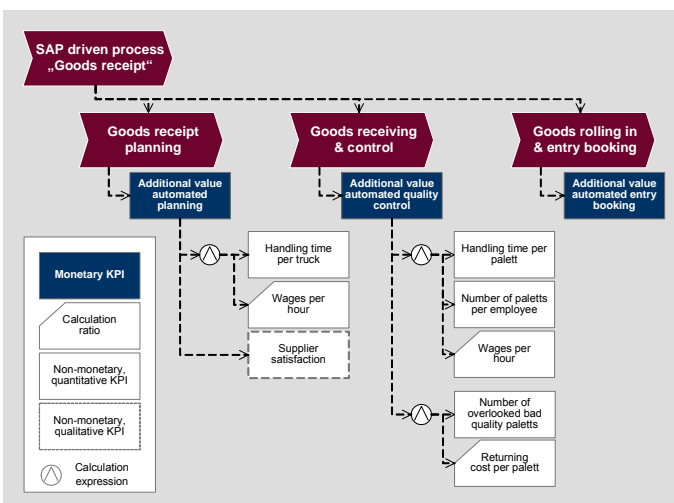 SAP driven process
„Goods receipt“
Goods receipt
planning
Goods receiving
& control
Goods rolling in
& entry booking
Additional value
automated
planning
Additional value
automated quality
control
Additional value
automated entry
booking
Handling time
per truck
Wages per
hour
Supplier
satisfaction
Handling time per
palett
Number of paletts
per employee
Wages per
hour
Number of
overlooked bad
quality paletts
Returning
cost per palett
Monetary KPI
Calculation
ratio
Non-monetary,
quantitative KPI
Non-monetary,
qualitative KPI
Calculation
expression